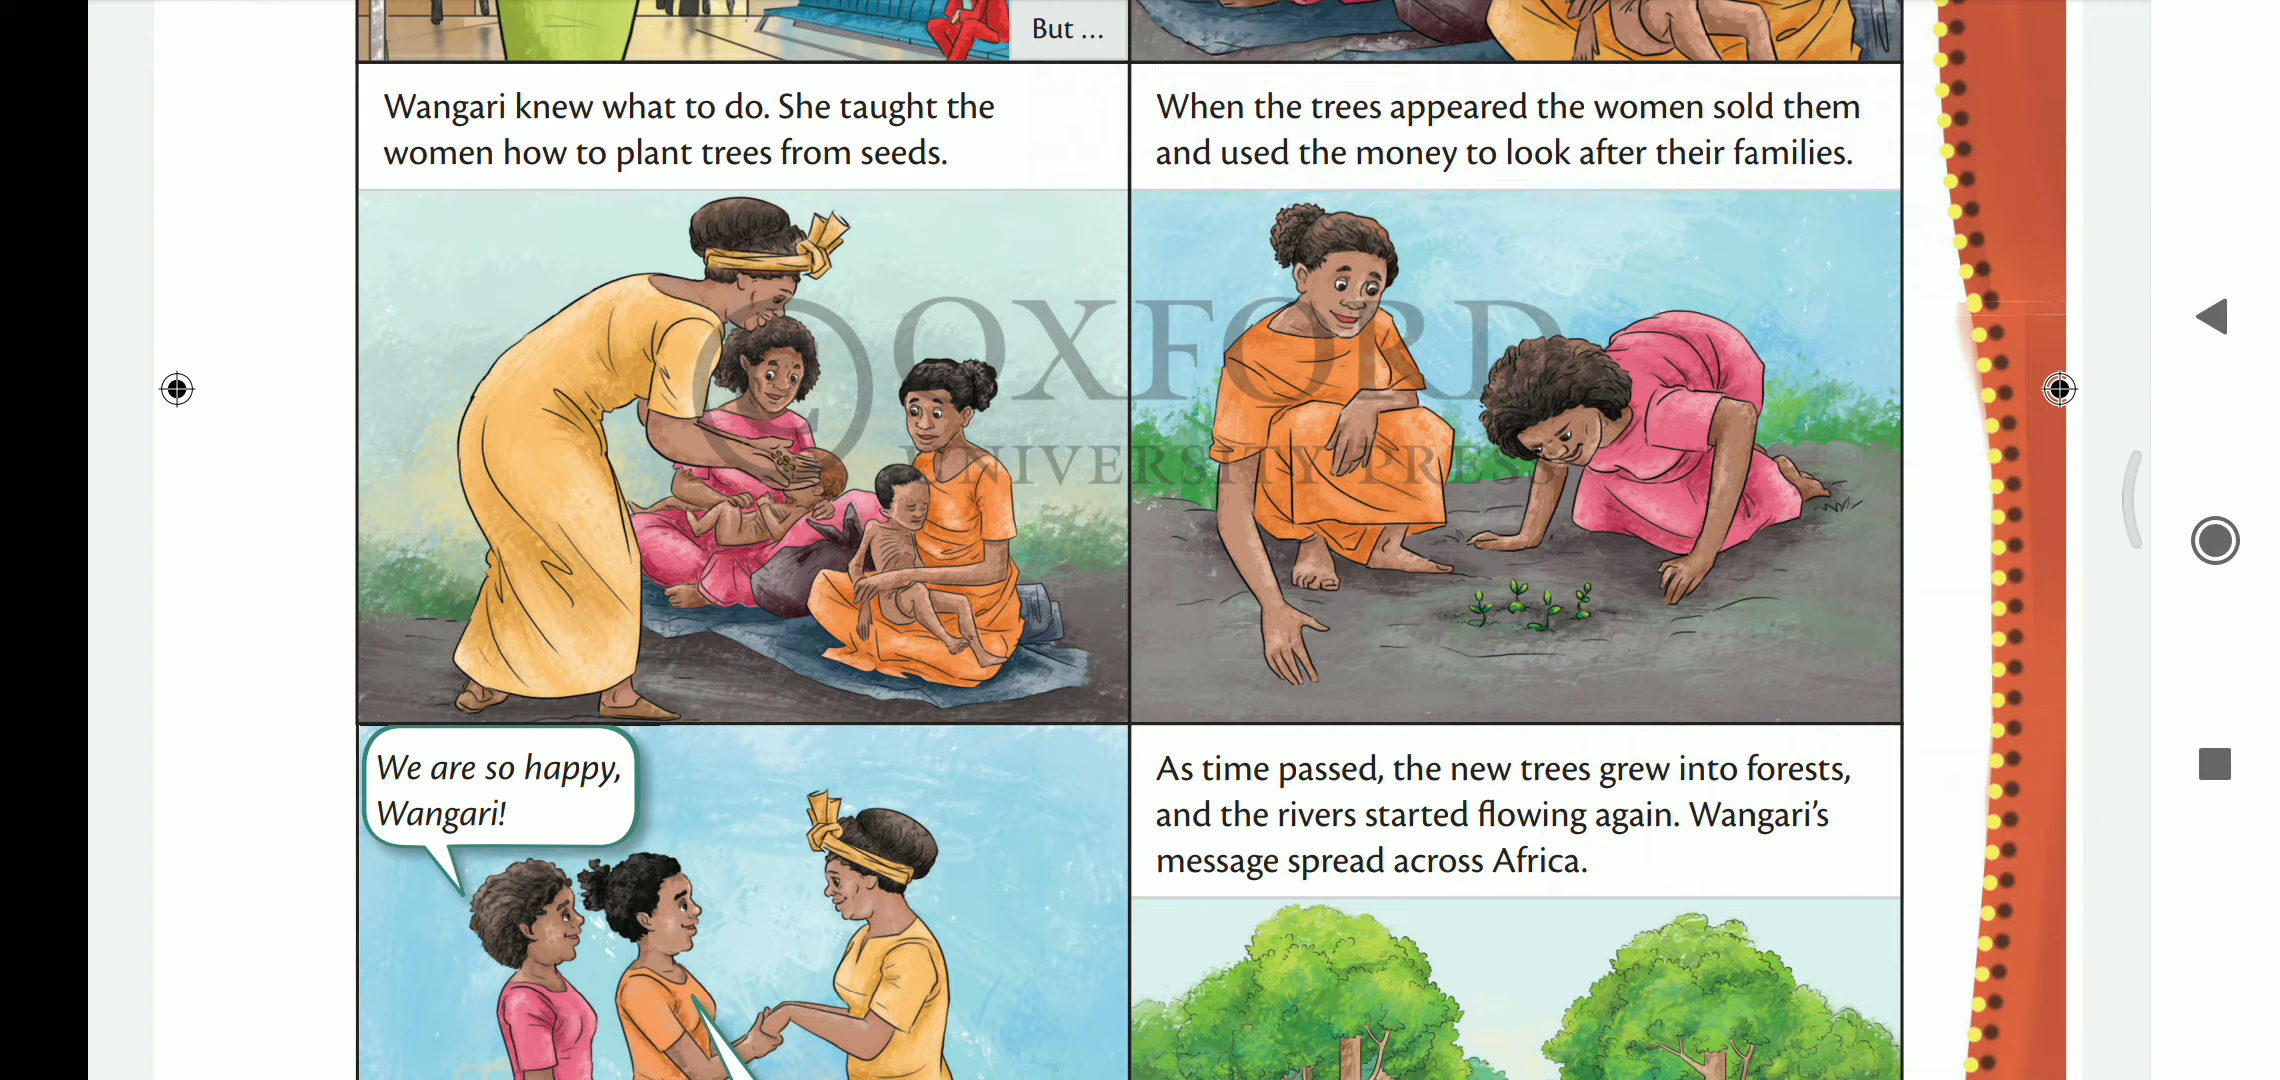 But ...
Wangari knew what to do. She taught the
women how to plant trees from seeds.
When the trees appeared the women sold them
and used the money to look after their families.
© OXFORD
UNIVERSITY PRESS
We are so happy,
Wangari!
As time passed, the new trees grew into forests,
and the rivers started flowing again. Wangari’s
message spread across Africa.